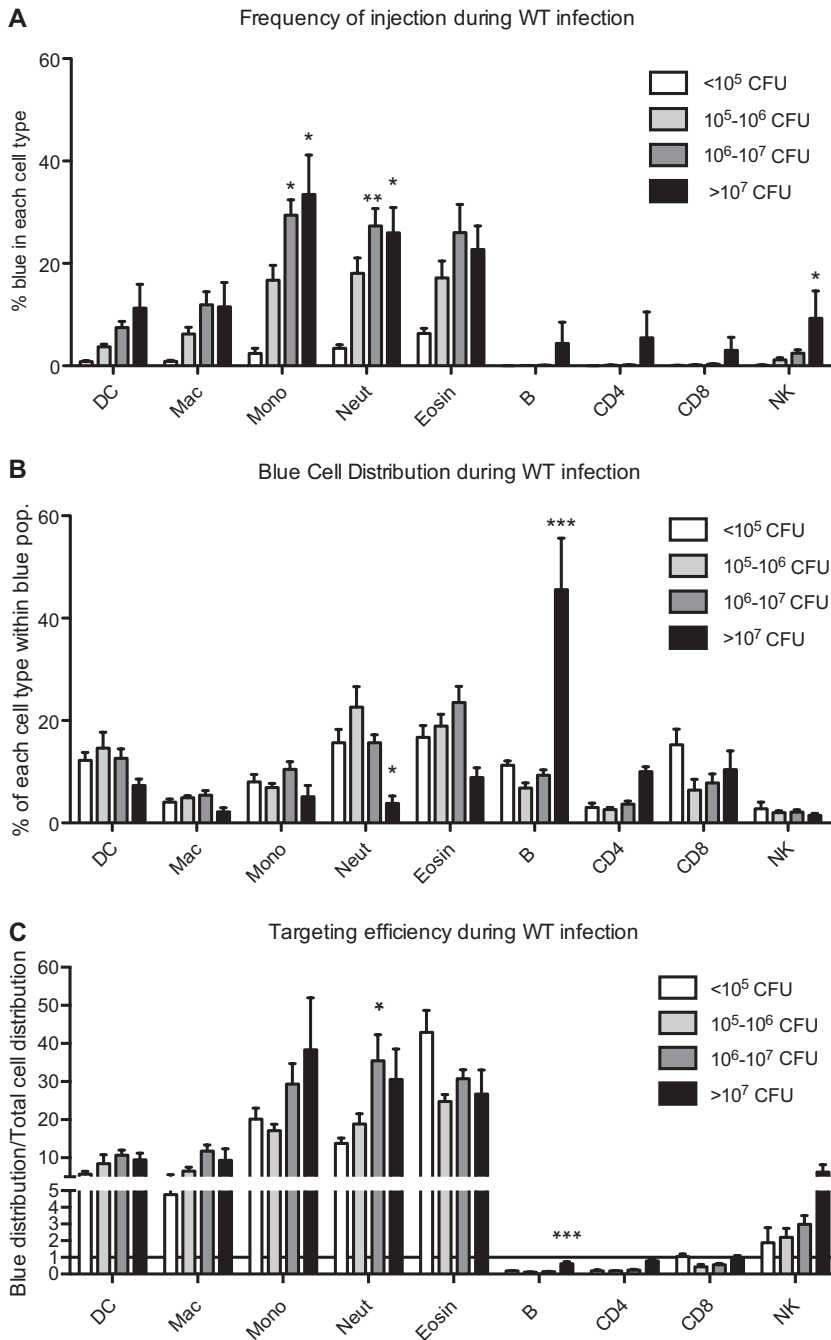 A
Frequency of injection during WT infection
% blue in each cell type
60
40
20
0
<10⁵ CFU
10⁵-10⁶ CFU
10⁶-10⁷ CFU
>10⁷ CFU
*
*
**
*
*
DC
Mac
Mono
Neut
Eosin
B
CD4
CD8
NK
B
Blue Cell Distribution during WT infection
% of each cell type within blue pop.
60
40
20
0
<10⁵ CFU
10⁵-10⁶ CFU
10⁶-10⁷ CFU
>10⁷ CFU
*
***
DC
Mac
Mono
Neut
Eosin
B
CD4
CD8
NK
C
Targeting efficiency during WT infection
Blue distribution/Total cell distribution
60
50
40
30
20
10
5
4
3
2
1
0
<10⁵ CFU
10⁵-10⁶ CFU
10⁶-10⁷ CFU
>10⁷ CFU
*
***
DC
Mac
Mono
Neut
Eosin
B
CD4
CD8
NK